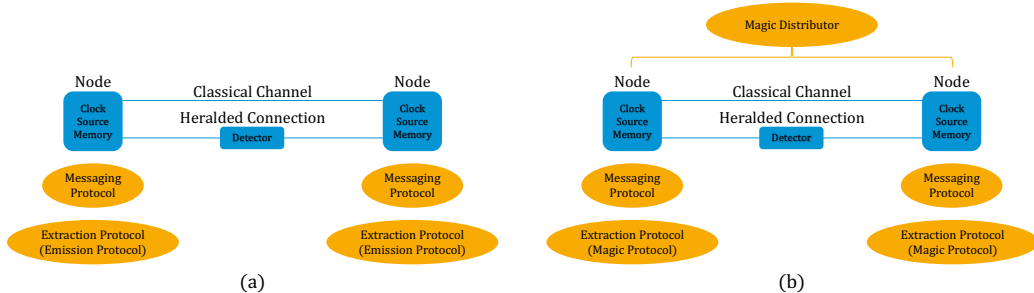 Node
Node
Classical Channel
Clock
Source
Memory
Clock
Source
Memory
Heralded Connection
Detector
Messaging
Protocol
Messaging
Protocol
Extraction Protocol
(Emission Protocol)
Extraction Protocol
(Emission Protocol)
(a)
Magic Distributor
Node
Node
Classical Channel
Clock
Source
Memory
Clock
Source
Memory
Heralded Connection
Detector
Messaging
Protocol
Messaging
Protocol
Extraction Protocol
(Magic Protocol)
Extraction Protocol
(Magic Protocol)
(b)